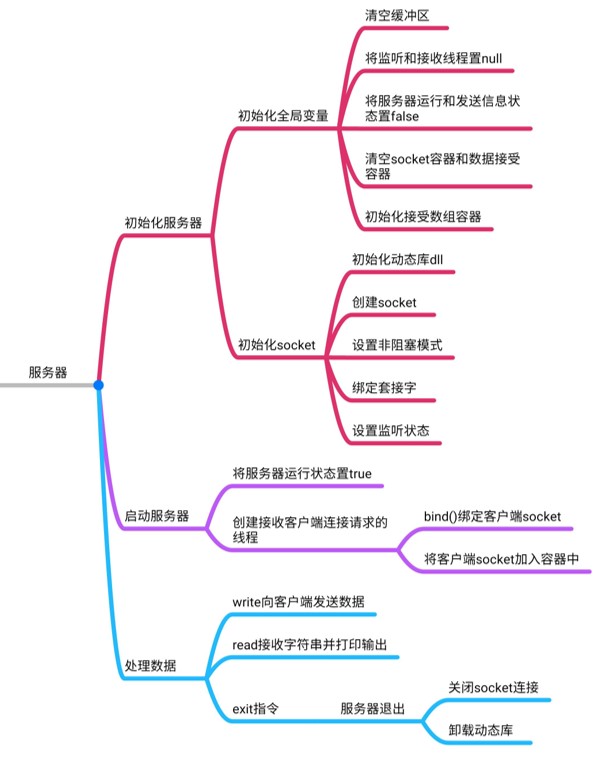 服务器
初始化服务器
初始化全局变量
清空缓冲区
将监听和接收线程置null
将服务器运行和发送信息状
态置false
清空socket容器和数据接受
容器
初始化接受数组容器
初始化socket
初始化动态库dll
创建socket
设置非阻塞模式
绑定套接字
设置监听状态
启动服务器
将服务器运行状态置true
创建接收客户端连接请求的
线程
bind()绑定客户端socket
将客户端socket加入容器中
处理数据
write向客户端发送数据
read接收字符串并打印输出
exit指令
服务器退出
关闭socket连接
卸载动态库